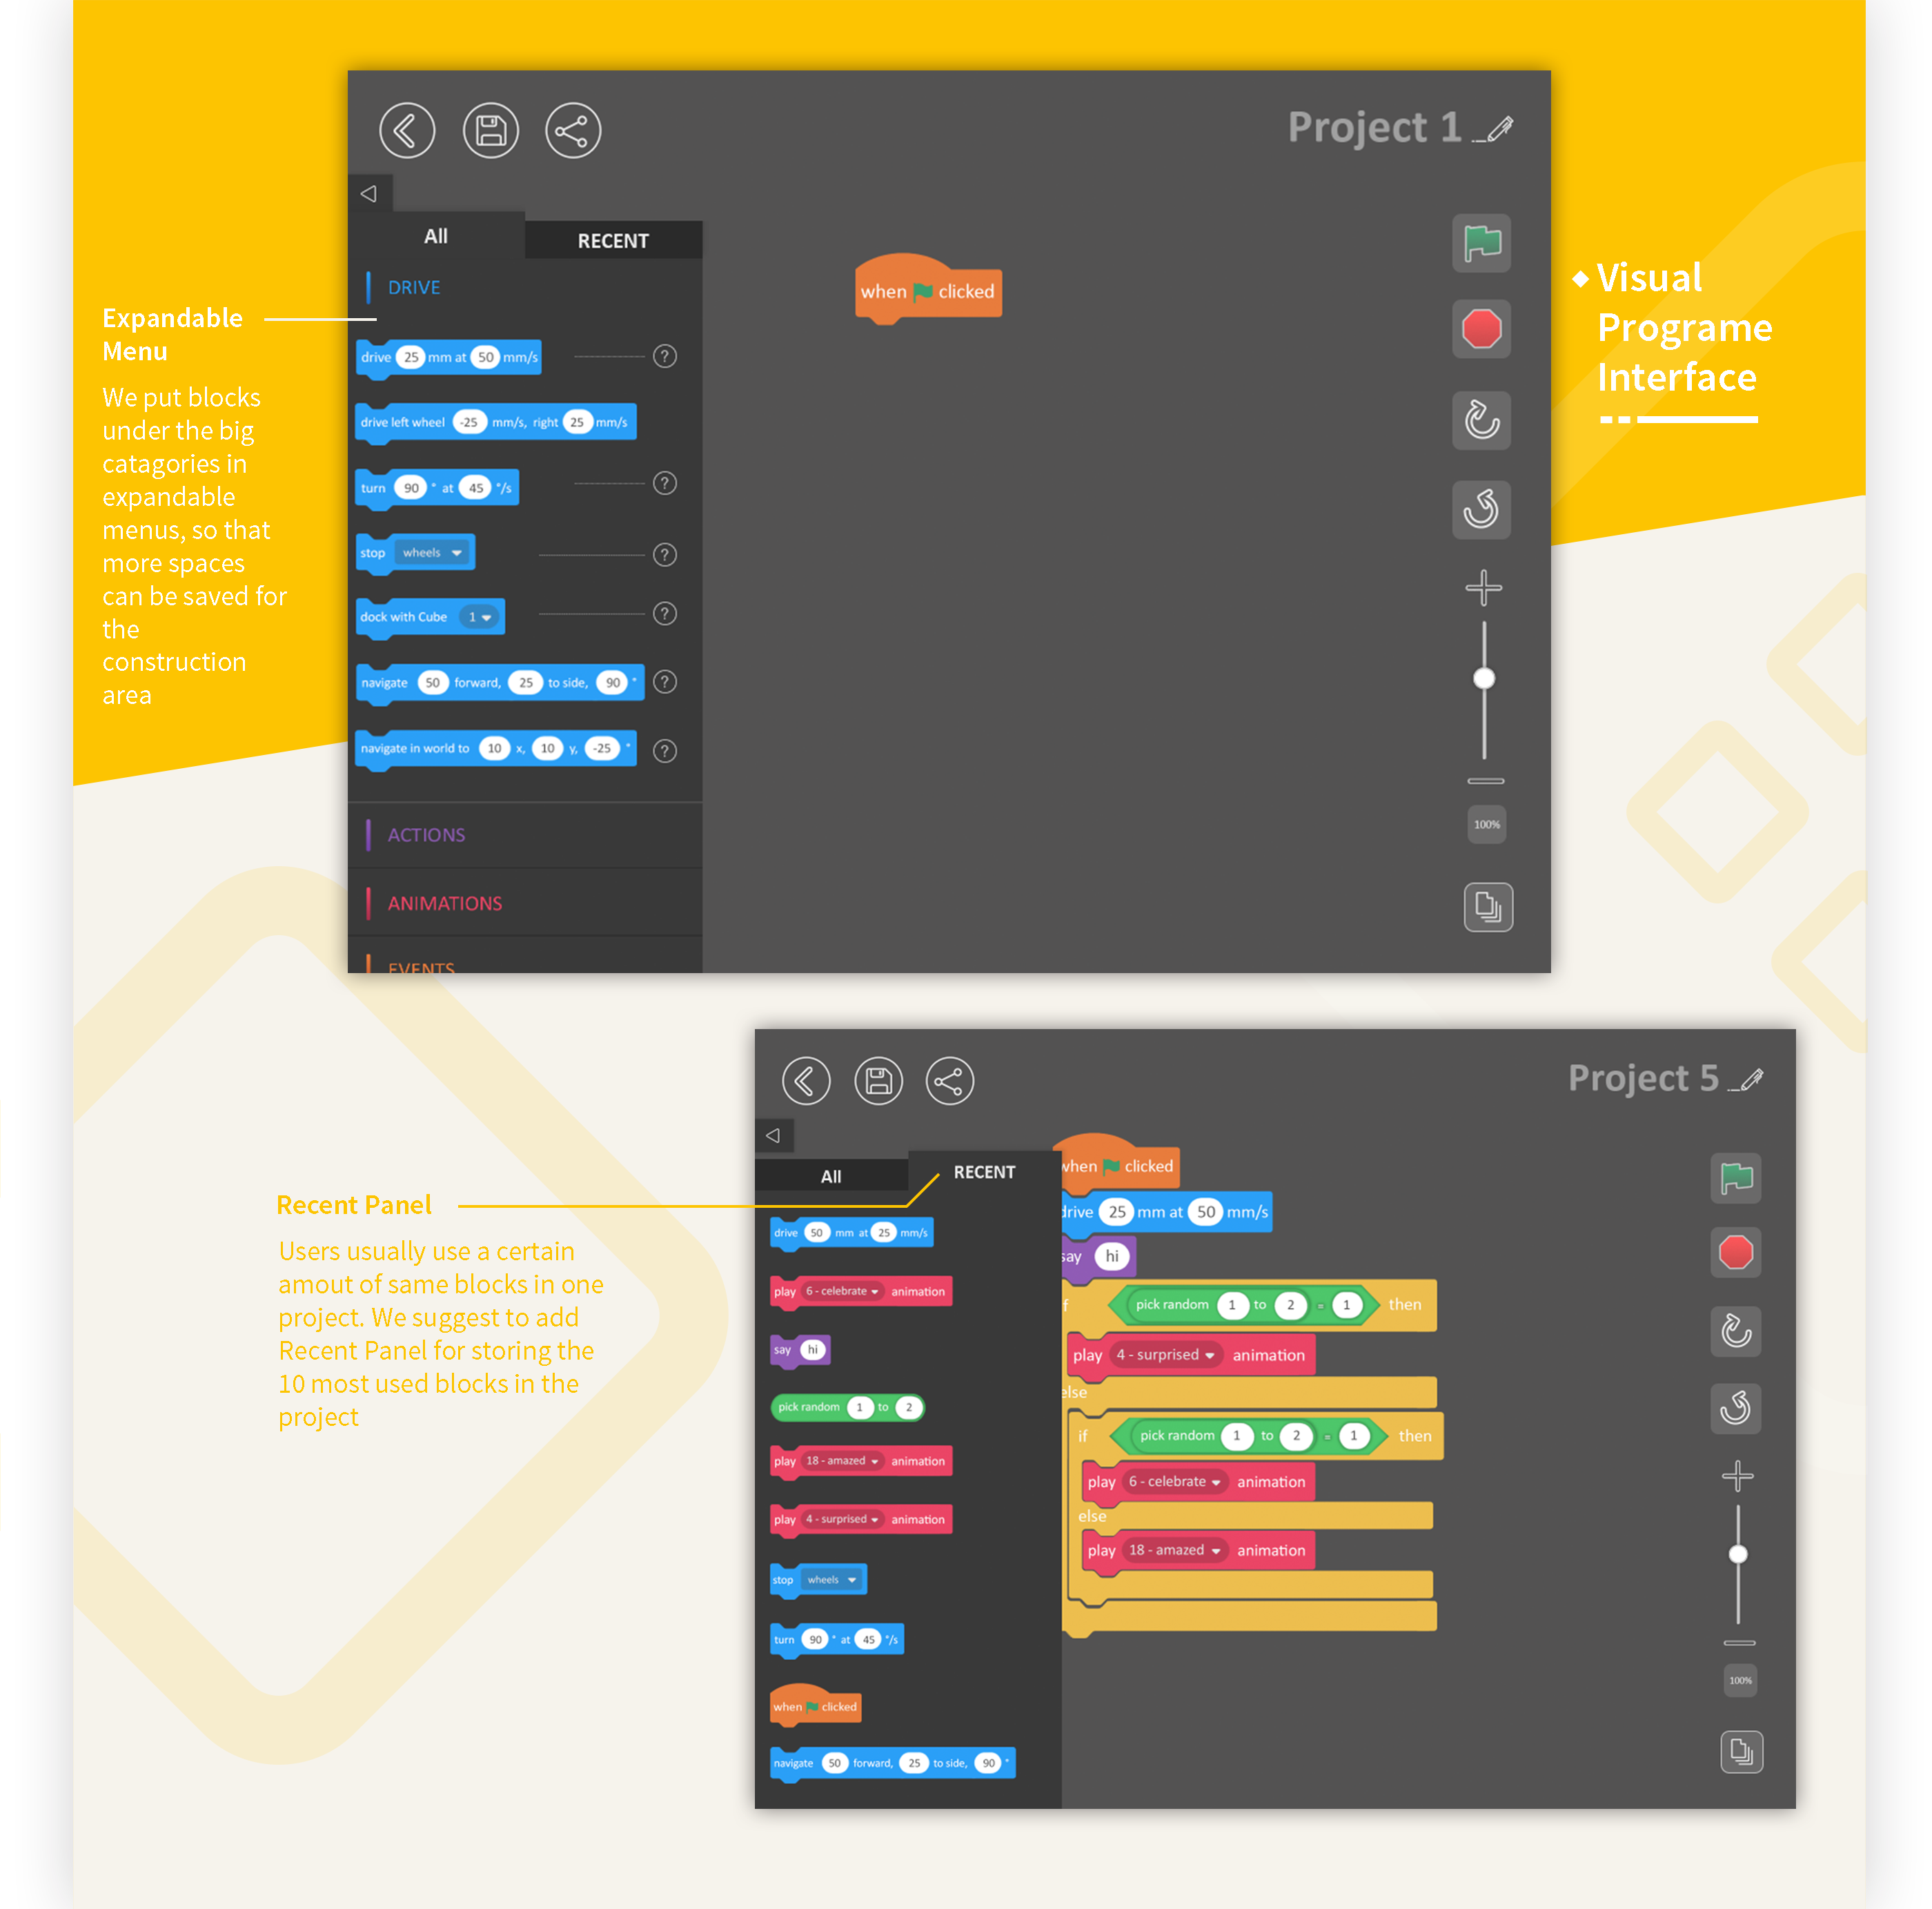 Project 1
All
RECENT
DRIVE
drive 25 mm at 50 mm/s
?
drive left wheel -25 mm/s, right 25 mm/s
turn 90 ° at 45 °/s
?
stop wheels
?
dock with Cube 1
?
navigate 50 forward, 25 to side, 90 °
?
navigate in world to 10 x, 10 y, -25 °
?
ACTIONS
ANIMATIONS
EVENTS
when clicked
100%
Expandable
Menu
We put blocks
under the big
catagories in
expandable
menus, so that
more spaces
can be saved for
the
construction
area
Visual
Programe
Interface
Project 5
All
RECENT
drive 50 mm at 25 mm/s
play 6 - celebrate animation
say hi
pick random 1 to 2
play 18 - amazed animation
play 4 - surprised animation
stop wheels
turn 90 ° at 45 °/s
when clicked
navigate 50 forward, 25 to side, 90 °
when clicked
drive 25 mm at 50 mm/s
say hi
if pick random 1 to 2 = 1 then
play 4 - surprised animation
else
if pick random 1 to 2 = 1 then
play 6 - celebrate animation
else
play 18 - amazed animation
100%
Recent Panel
Users usually use a certain
amout of same blocks in one
project. We suggest to add
Recent Panel for storing the
10 most used blocks in the
project